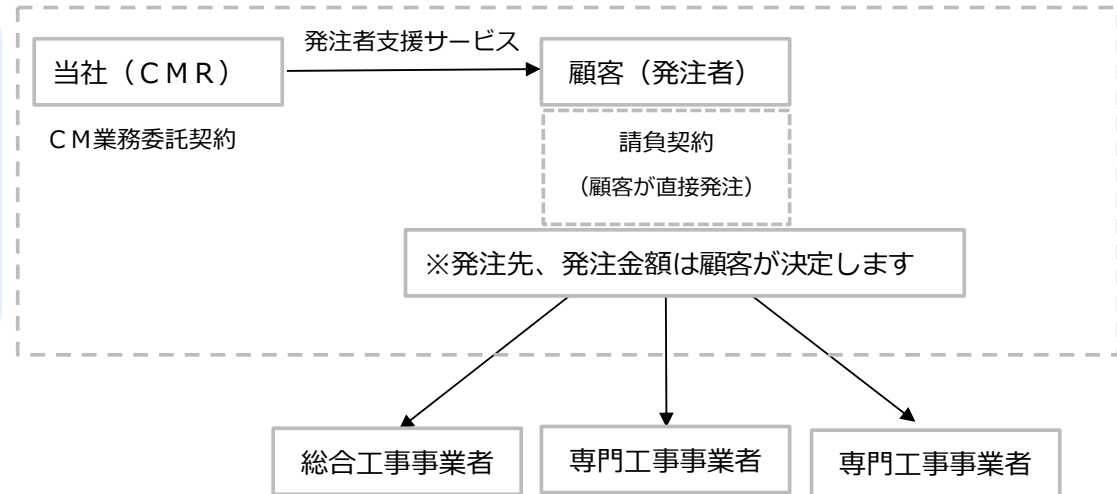 発注者支援サービス
当社（ＣＭＲ）
顧客（発注者）
ＣＭ業務委託契約
請負契約
（顧客が直接発注）
※発注先、発注金額は顧客が決定します
総合工事事業者
専門工事事業者
専門工事事業者